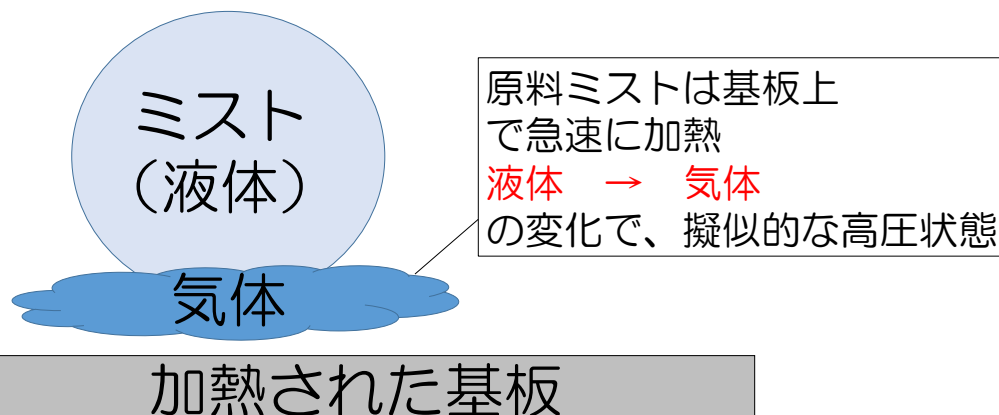 ミスト
（液体）
気体
原料ミストは基板上
で急速に加熱
液体　→　気体
の変化で、擬似的な高圧状態
加熱された基板